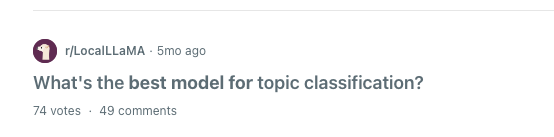 r/LocalLLaMA · 5mo ago
What's the best model for topic classification?
74 votes · 49 comments